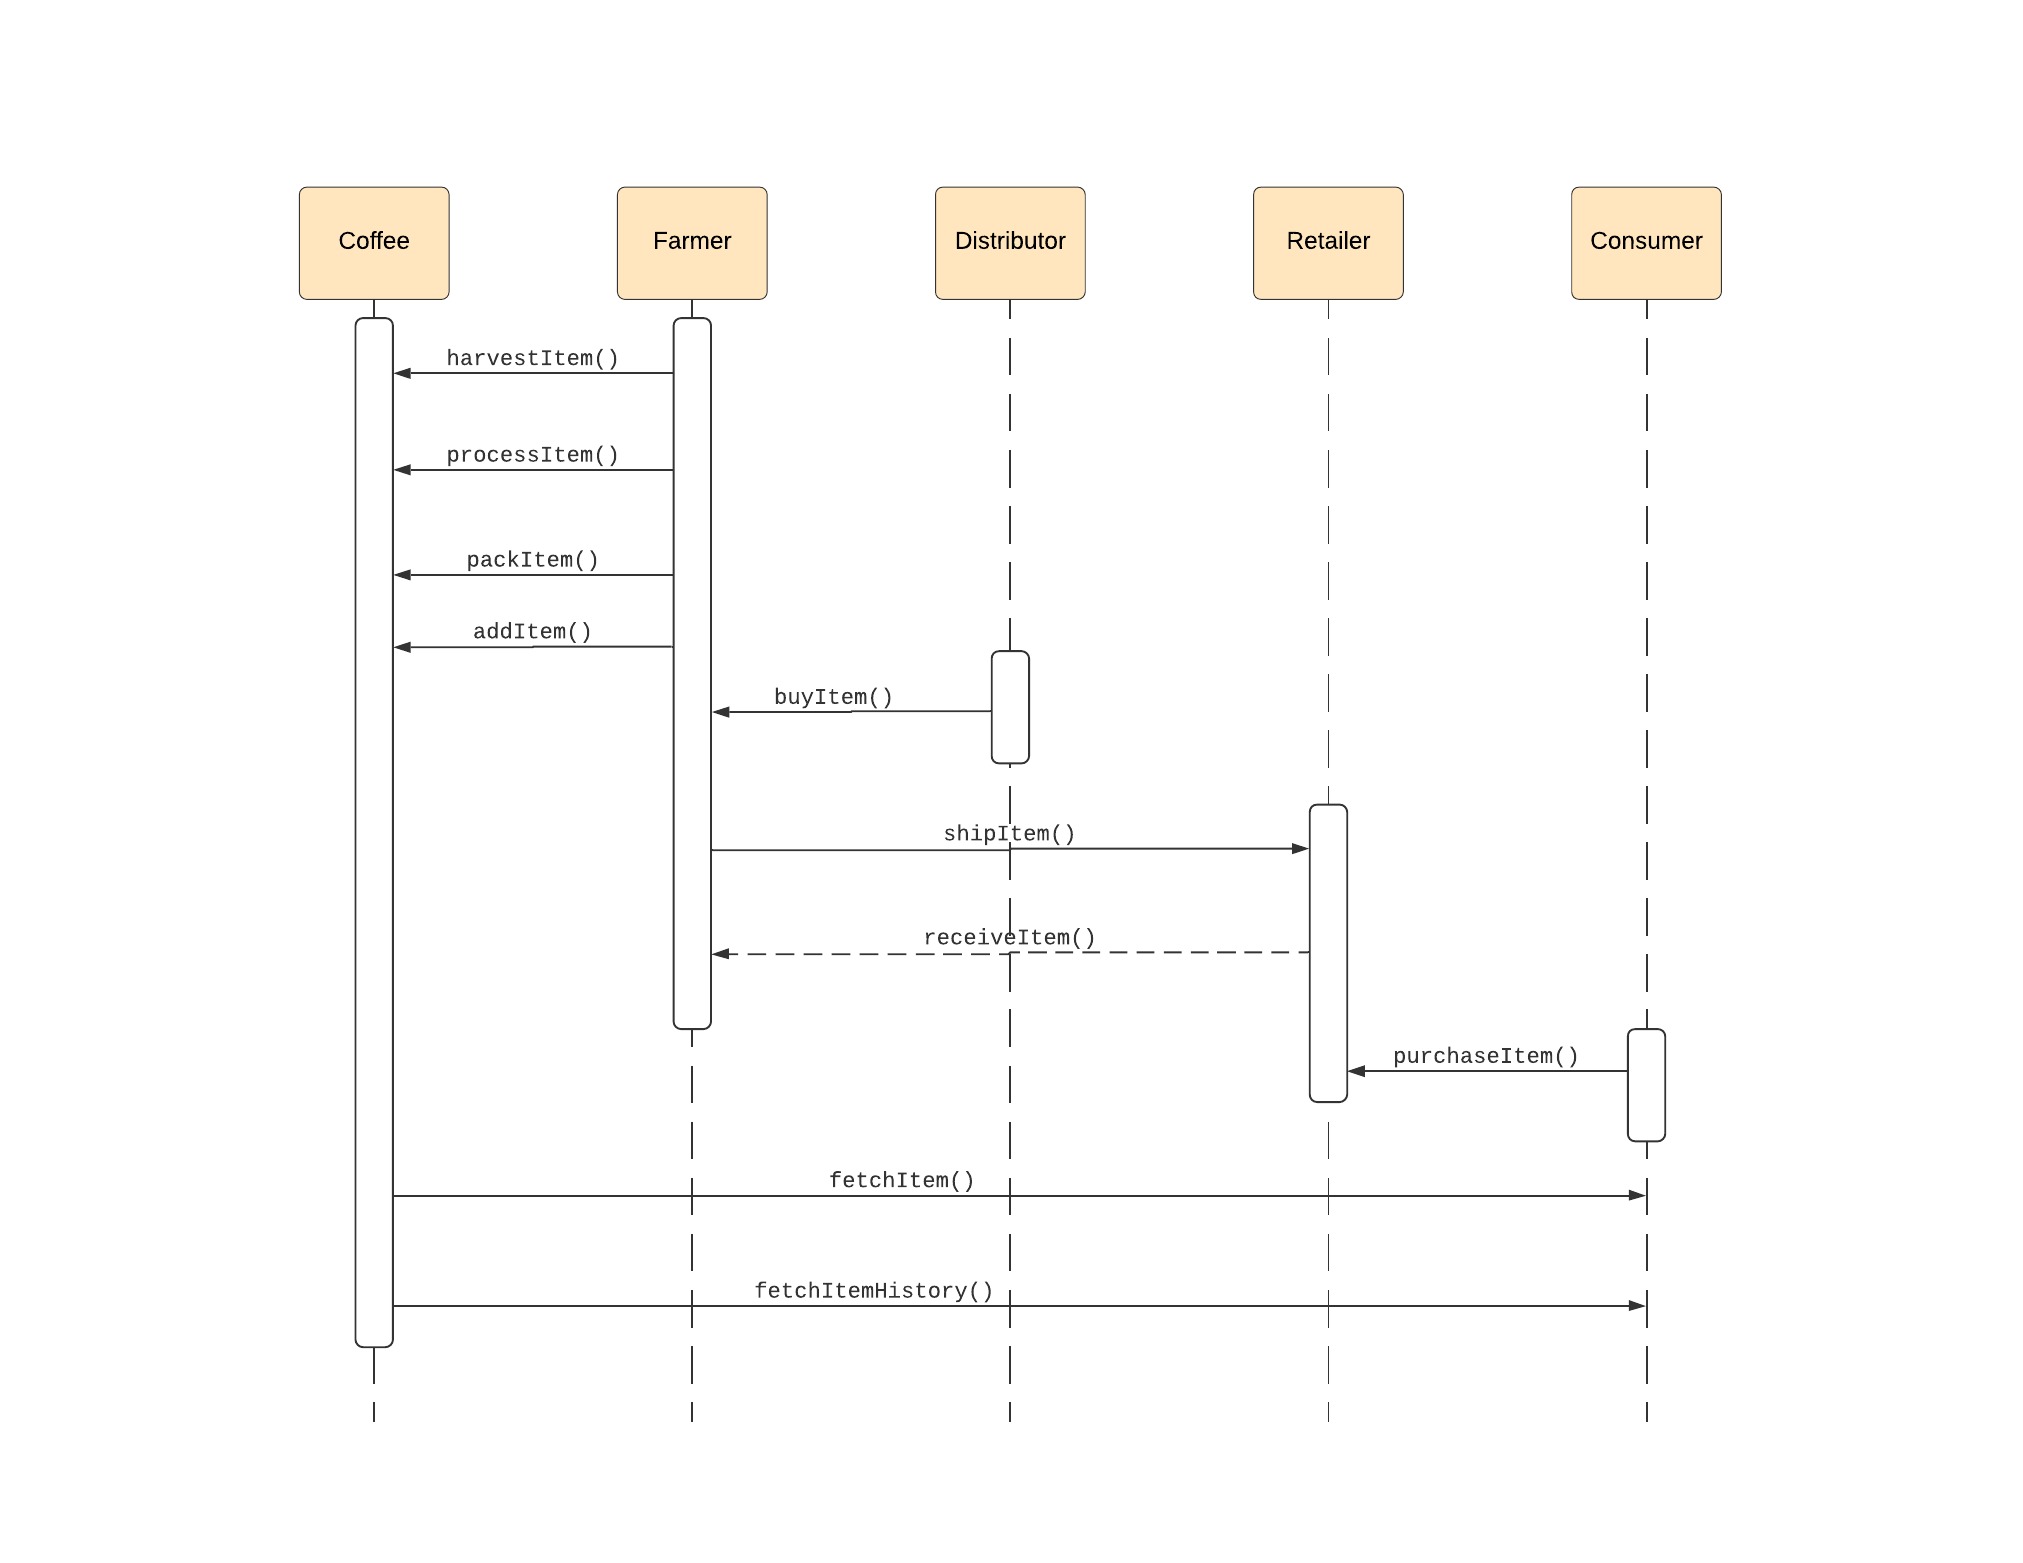 Coffee
Farmer
Distributor
Retailer
Consumer
harvestItem()
processItem()
packItem()
addItem()
buyItem()
shipItem()
receiveItem()
purchaseItem()
fetchItem()
fetchItemHistory()